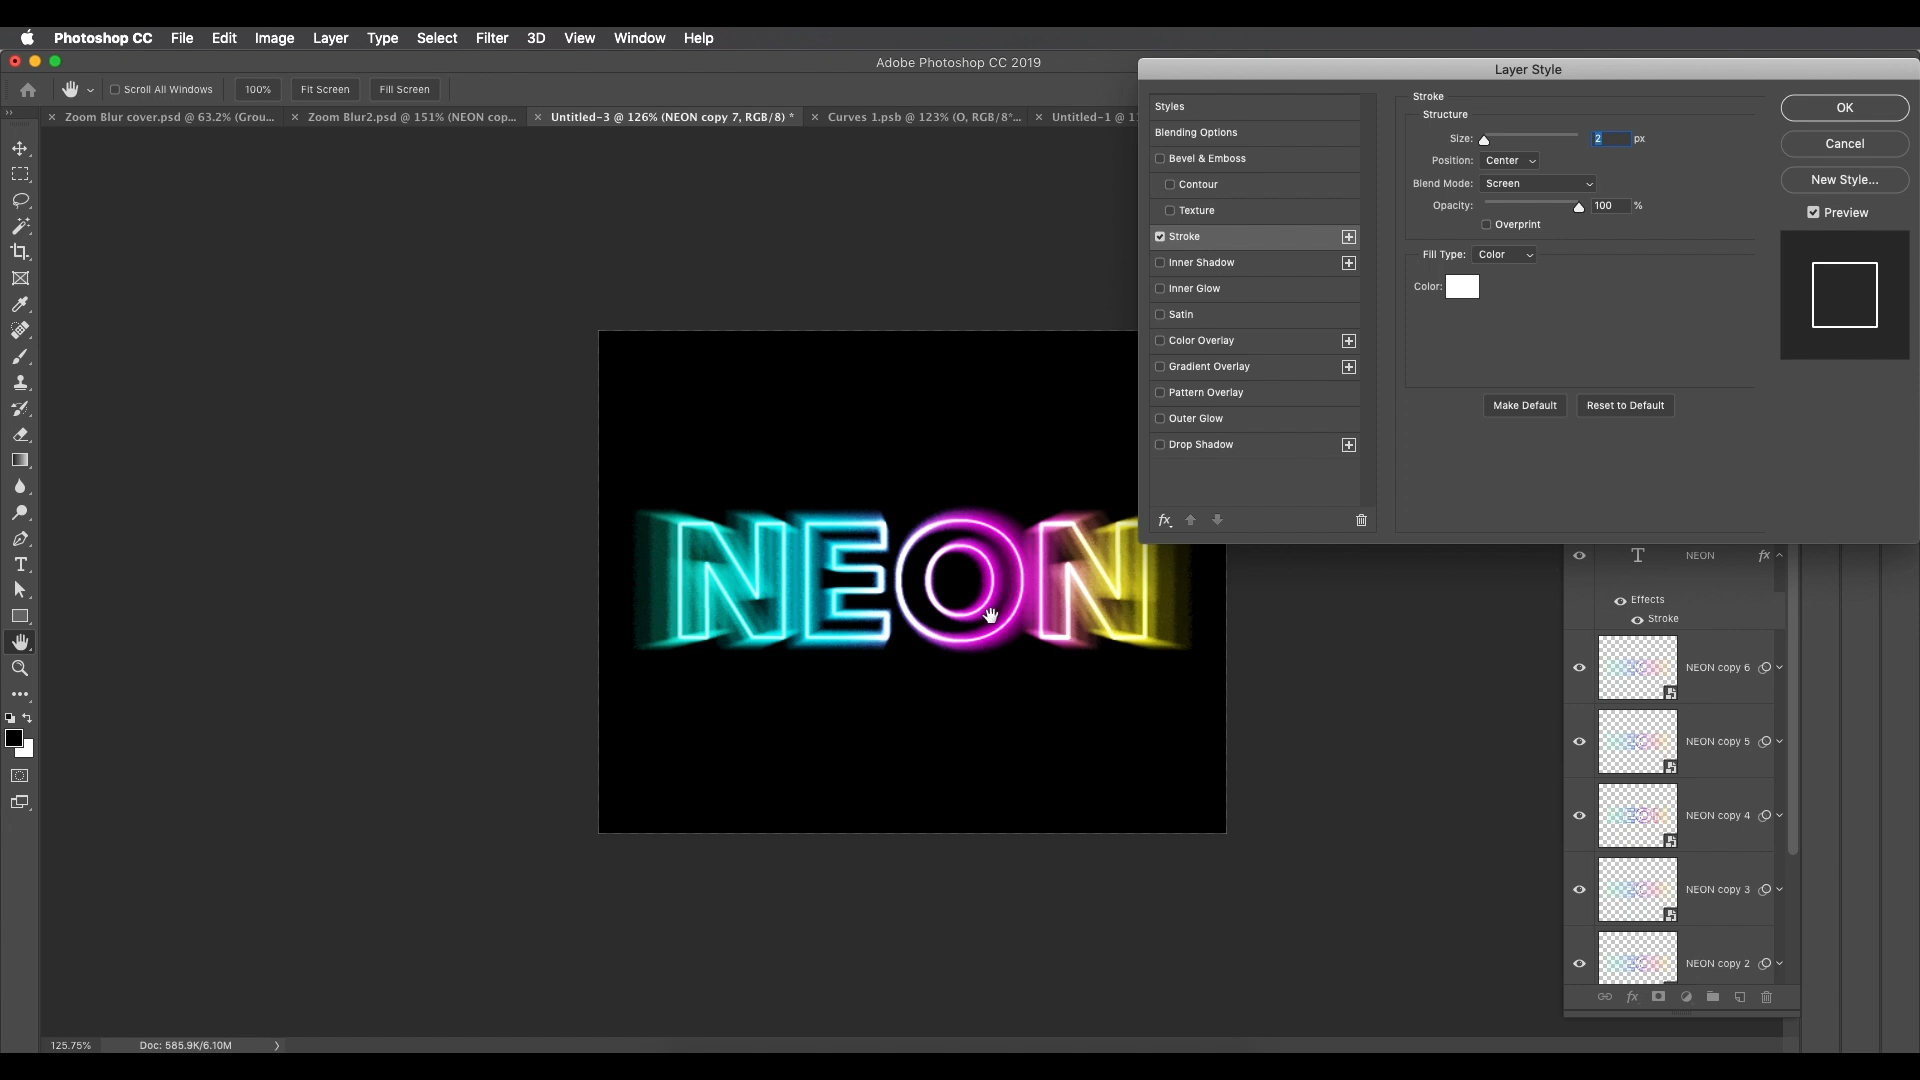 Photoshop CC File Edit Image Layer Type Select Filter 3D View Window Help
Adobe Photoshop CC 2019
Scroll All Windows 100% Fit Screen Fill Screen
Zoom Blur cover.psd @ 63.2% (Grou... Zoom Blur2.psd @ 151% (NEON cop... Untitled-3 @ 126% (NEON copy 7, RGB/8) * Curves 1.psb @ 123% (O, RGB/8*... Untitled-1 @ 1
Layer Style
Styles
Blending Options
Bevel & Emboss
Contour
Texture
Stroke
Inner Shadow
Inner Glow
Satin
Color Overlay
Gradient Overlay
Pattern Overlay
Outer Glow
Drop Shadow
fx
Stroke
Structure
Size: 2 px
Position: Center
Blend Mode: Screen
Opacity: 100 %
Overprint
Fill Type: Color
Color:
Make Default Reset to Default
OK
Cancel
New Style...
Preview
NEON
T NEON fx
Effects
Stroke
NEON copy 6
NEON copy 5
NEON copy 4
NEON copy 3
NEON copy 2
fx
T
125.75% Doc: 585.9K/6.10M